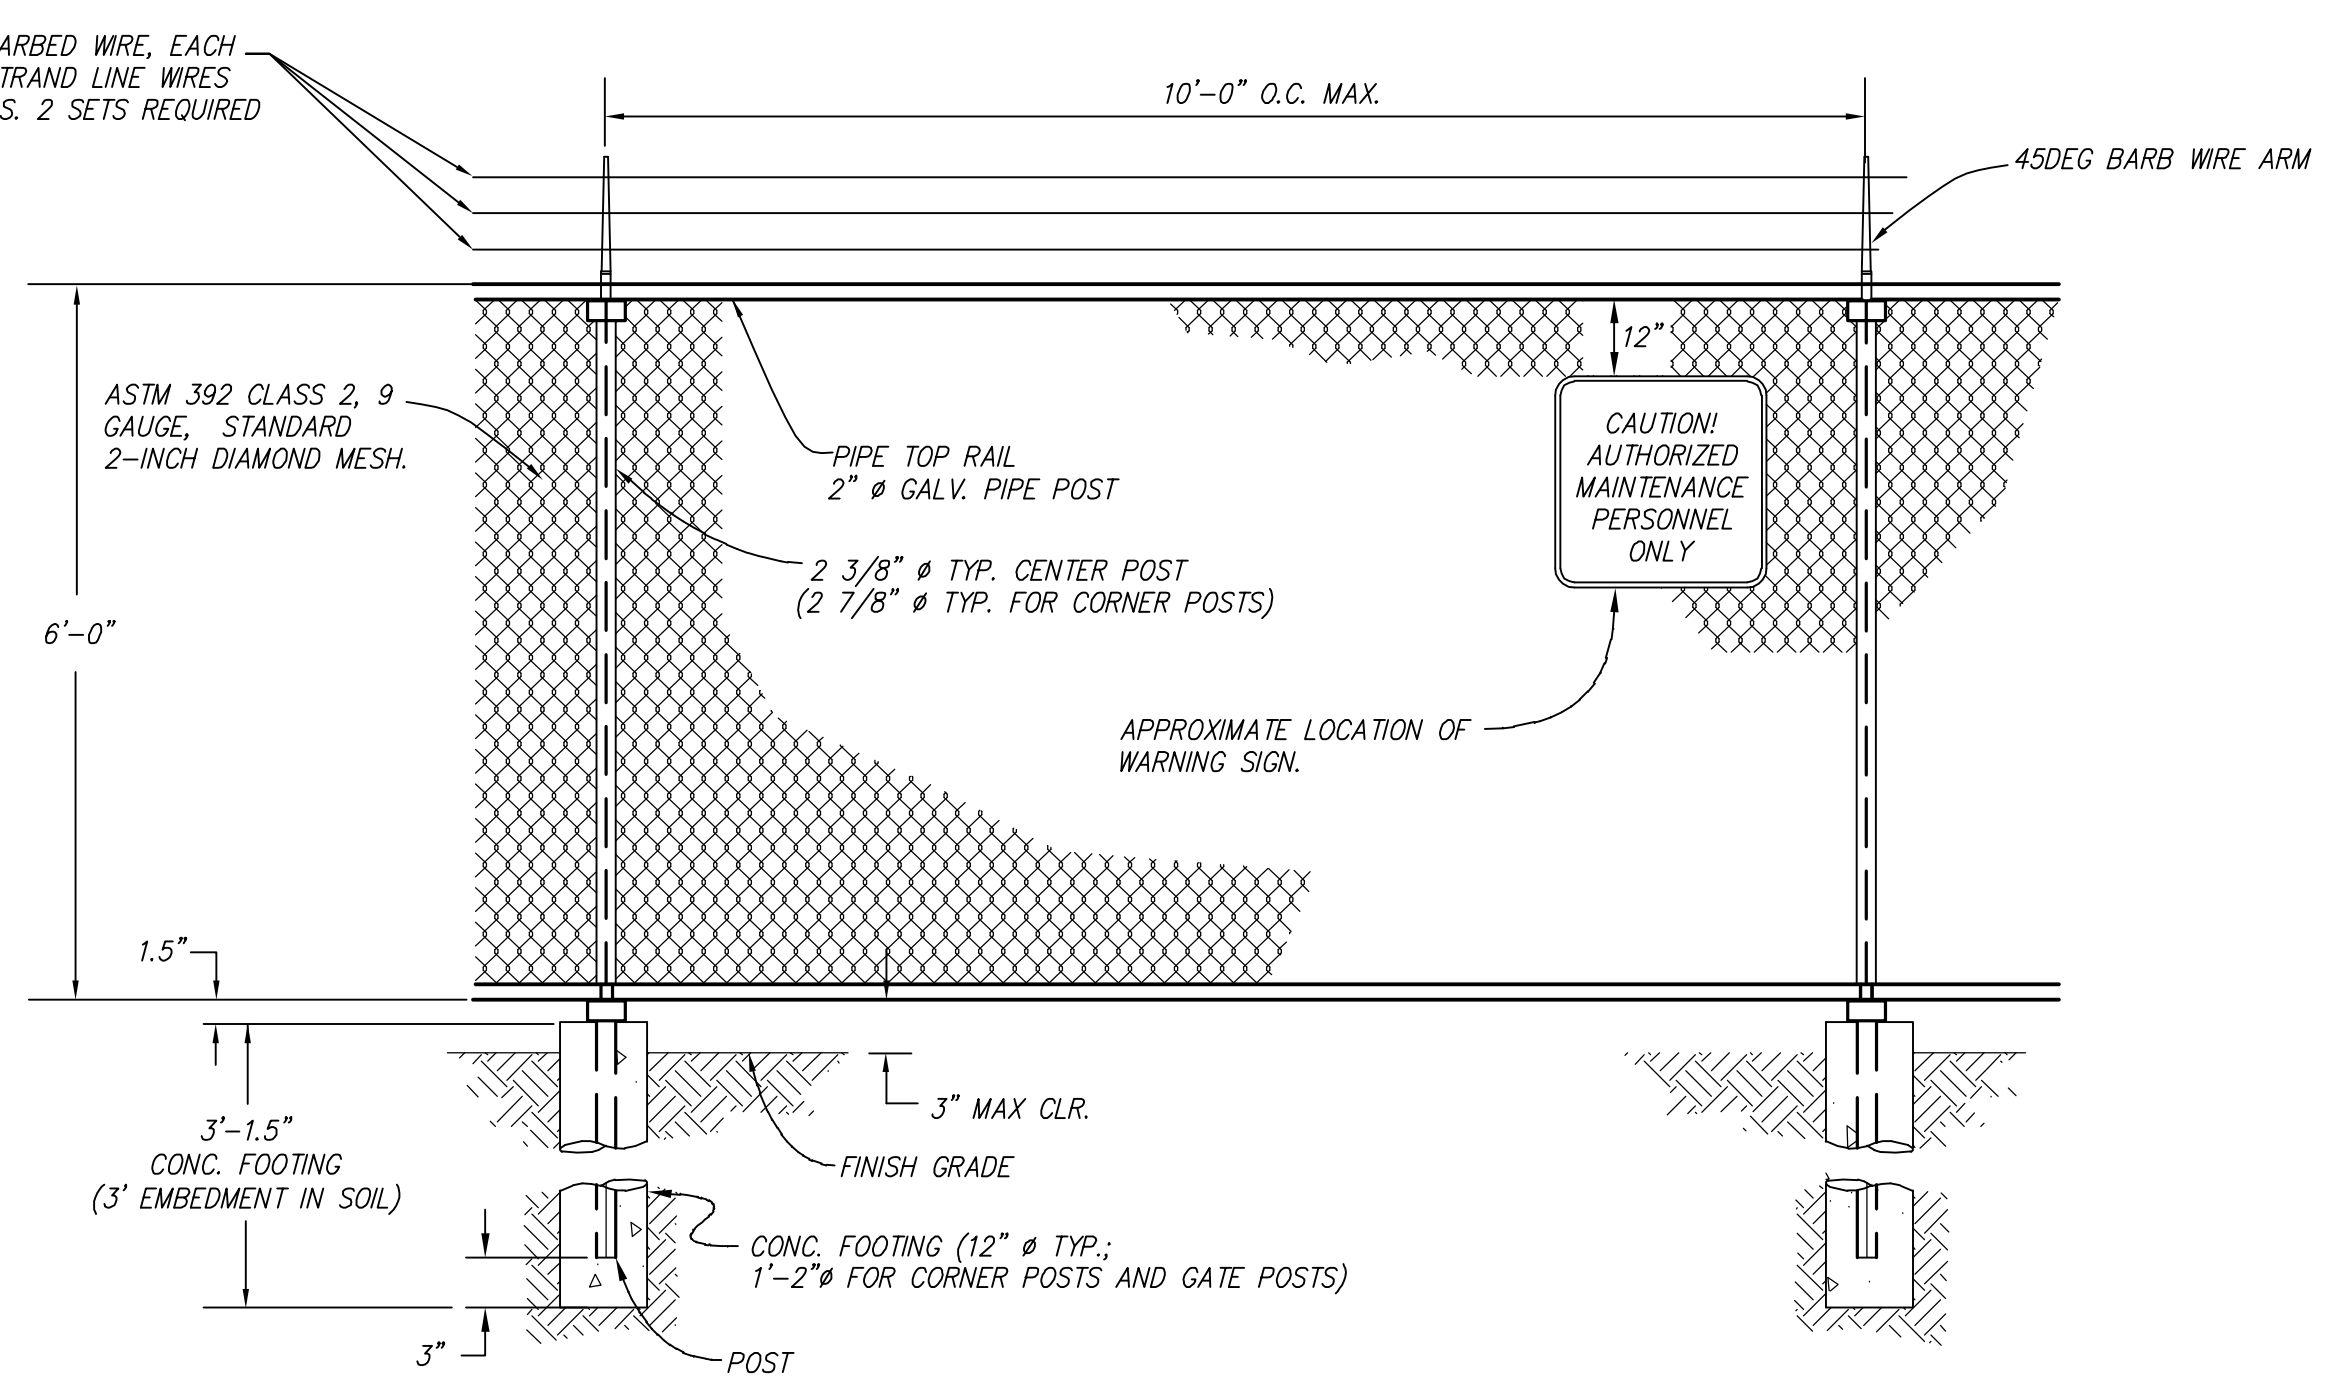 ARBED WIRE, EACH
TRAND LINE WIRES
S. 2 SETS REQUIRED
10'-0" O.C. MAX.
45DEG BARB WIRE ARM
12"
CAUTION!
AUTHORIZED
MAINTENANCE
PERSONNEL
ONLY
ASTM 392 CLASS 2, 9
GAUGE, STANDARD
2-INCH DIAMOND MESH.
PIPE TOP RAIL
2" Ø GALV. PIPE POST
2 3/8" Ø TYP. CENTER POST
(2 7/8" Ø TYP. FOR CORNER POSTS)
6'-0"
APPROXIMATE LOCATION OF
WARNING SIGN.
1.5"
3" MAX CLR.
3'-1.5"
CONC. FOOTING
(3' EMBEDMENT IN SOIL)
FINISH GRADE
CONC. FOOTING (12" Ø TYP.;
1'-2"Ø FOR CORNER POSTS AND GATE POSTS)
3"
POST